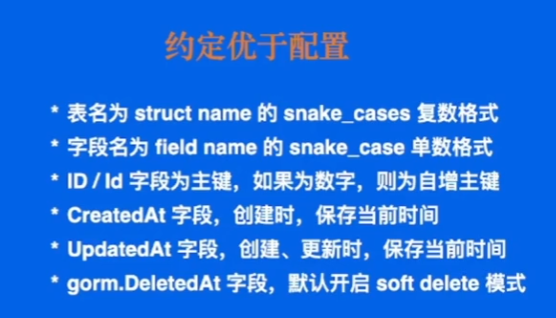 约定优于配置
* 表名为 struct name 的 snake_cases 复数格式
* 字段名为 field name 的 snake_case 单数格式
* ID / Id 字段为主键，如果为数字，则为自增主键
* CreatedAt 字段，创建时，保存当前时间
* UpdatedAt 字段，创建、更新时，保存当前时间
* gorm.DeletedAt 字段，默认开启 soft delete 模式